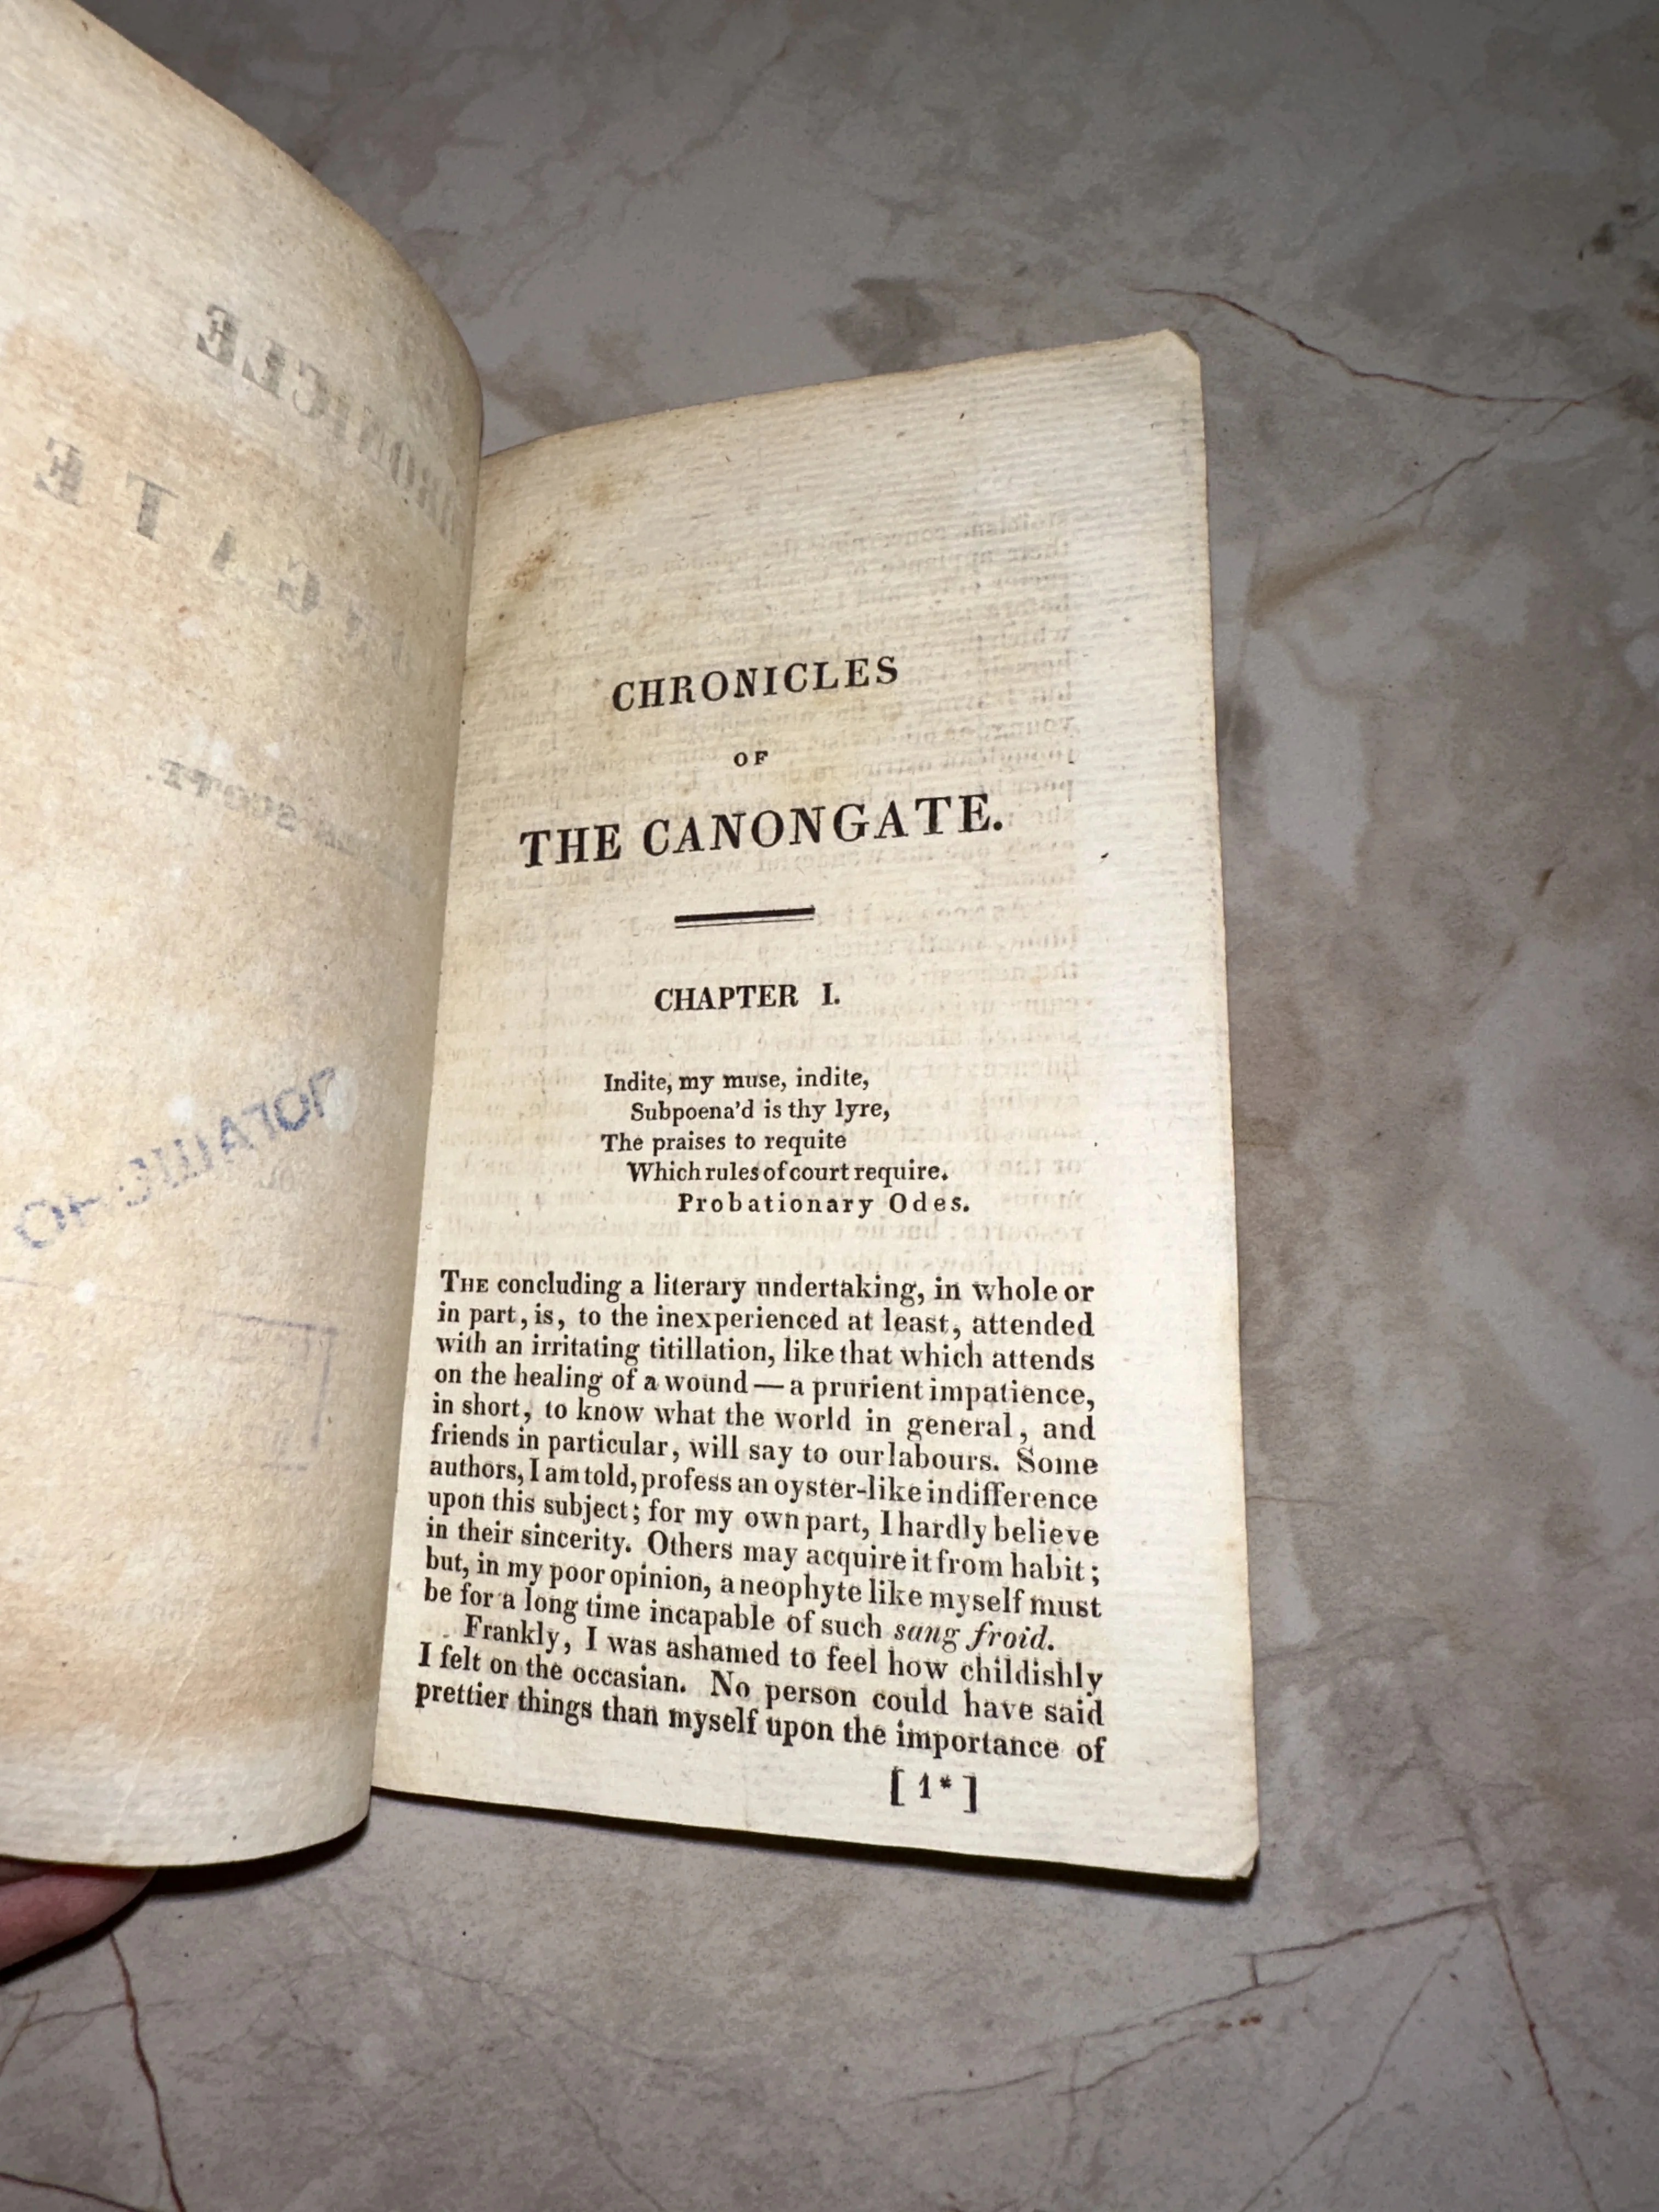 CHRONICLES
OF
THE CANONGATE.
CHAPTER I.
Indite, my muse, indite,
Subpoena'd is thy lyre,
The praises to requite
Which rules of court require.
Probationary Odes.
THE concluding a literary undertaking, in whole or
in part, is, to the inexperienced at least, attended
with an irritating titillation, like that which attends
on the healing of a wound — a prurient impatience,
in short, to know what the world in general, and
friends in particular, will say to our labours. Some
authors, I am told, profess an oyster-like indifference
upon this subject; for my own part, I hardly believe
in their sincerity. Others may acquire it from habit;
but, in my poor opinion, a neophyte like myself must
be for a long time incapable of such sang froid.
Frankly, I was ashamed to feel how childishly
I felt on the occasian. No person could have said
prettier things than myself upon the importance of
[ 1* ]